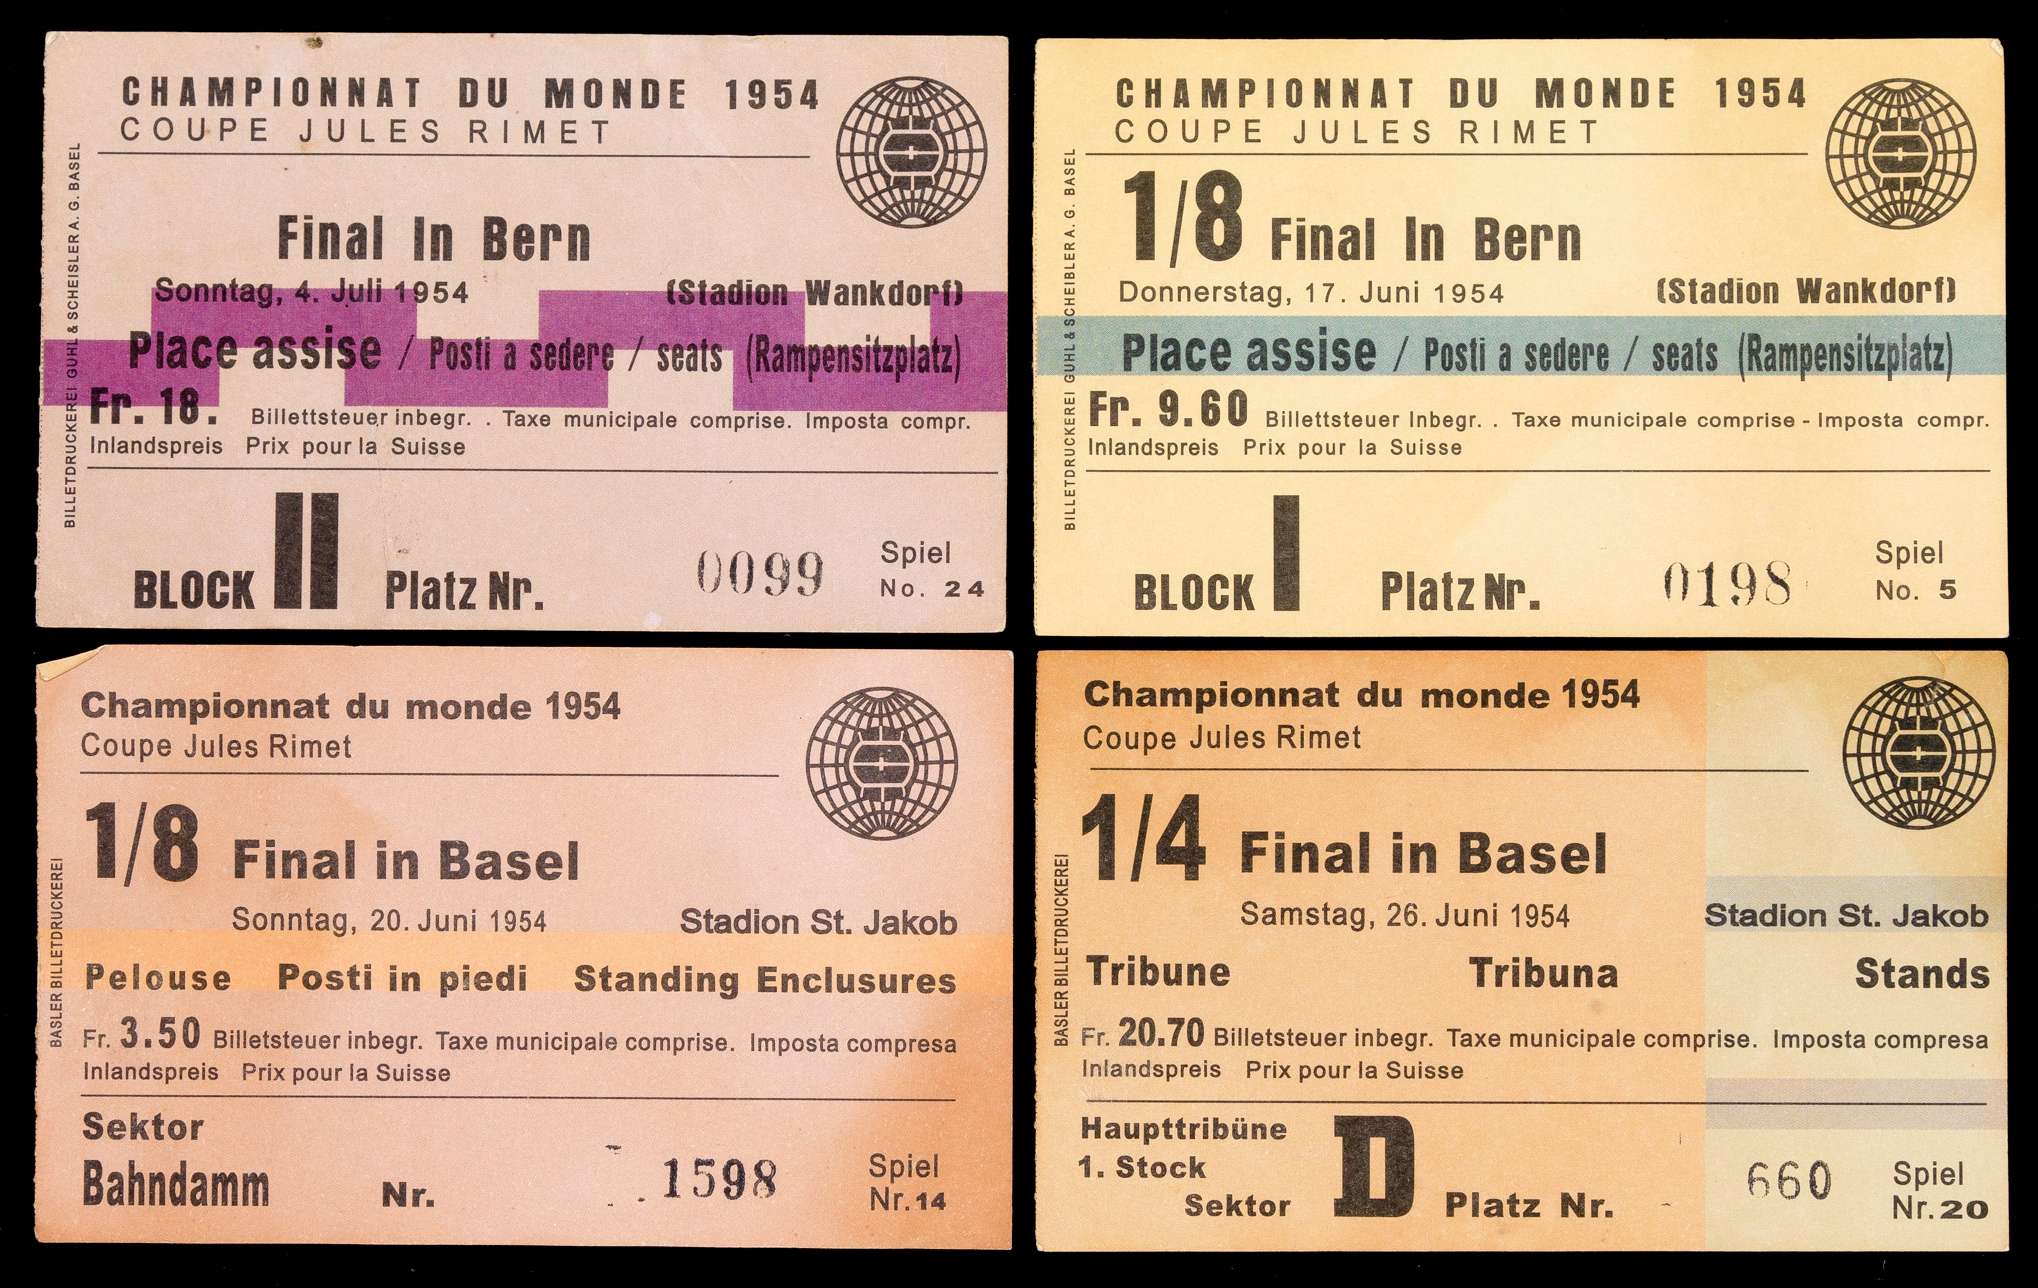 CHAMPIONNAT DU MONDE 1954
COUPE JULES RIMET
Final In Bern
Sonntag, 4. Juli 1954 (Stadion Wankdorf)
Place assise / Posti a sedere / seats (Rampensitzplatz)
Fr. 18. Billettsteuer inbegr. . Taxe municipale comprise. Imposta compr.
Inlandspreis Prix pour la Suisse
BLOCK II Platz Nr. 0099 Spiel
No. 24
BILLETDRUCKEREI GUHL & SCHEISLER A. G. BASEL
CHAMPIONNAT DU MONDE 1954
COUPE JULES RIMET
1/8 Final In Bern
Donnerstag, 17. Juni 1954 (Stadion Wankdorf)
Place assise / Posti a sedere / seats (Rampensitzplatz)
Fr. 9.60 Billettsteuer Inbegr. . Taxe municipale comprise - Imposta compr.
Inlandspreis Prix pour la Suisse
BLOCK I Platz Nr. 0198 Spiel
No. 5
BILLETDRUCKEREI GUHL & SCHEIBLER A. G. BASEL
Championnat du monde 1954
Coupe Jules Rimet
1/8 Final in Basel
Sonntag, 20. Juni 1954 Stadion St. Jakob
Pelouse Posti in piedi Standing Enclusures
Fr. 3.50 Billetsteuer inbegr. Taxe municipale comprise. Imposta compresa
Inlandspreis Prix pour la Suisse
Sektor
Bahndamm Nr. 1598 Spiel
Nr. 14
BASLER BILLETDRUCKEREI
Championnat du monde 1954
Coupe Jules Rimet
1/4 Final in Basel
Samstag, 26. Juni 1954 Stadion St. Jakob
Tribune Tribuna Stands
Fr. 20.70 Billetsteuer inbegr. Taxe municipale comprise. Imposta compresa
Inlandspreis Prix pour la Suisse
Haupttribüne
1. Stock
Sektor D Platz Nr. 660 Spiel
Nr. 20
BASLER BILLETDRUCKEREI